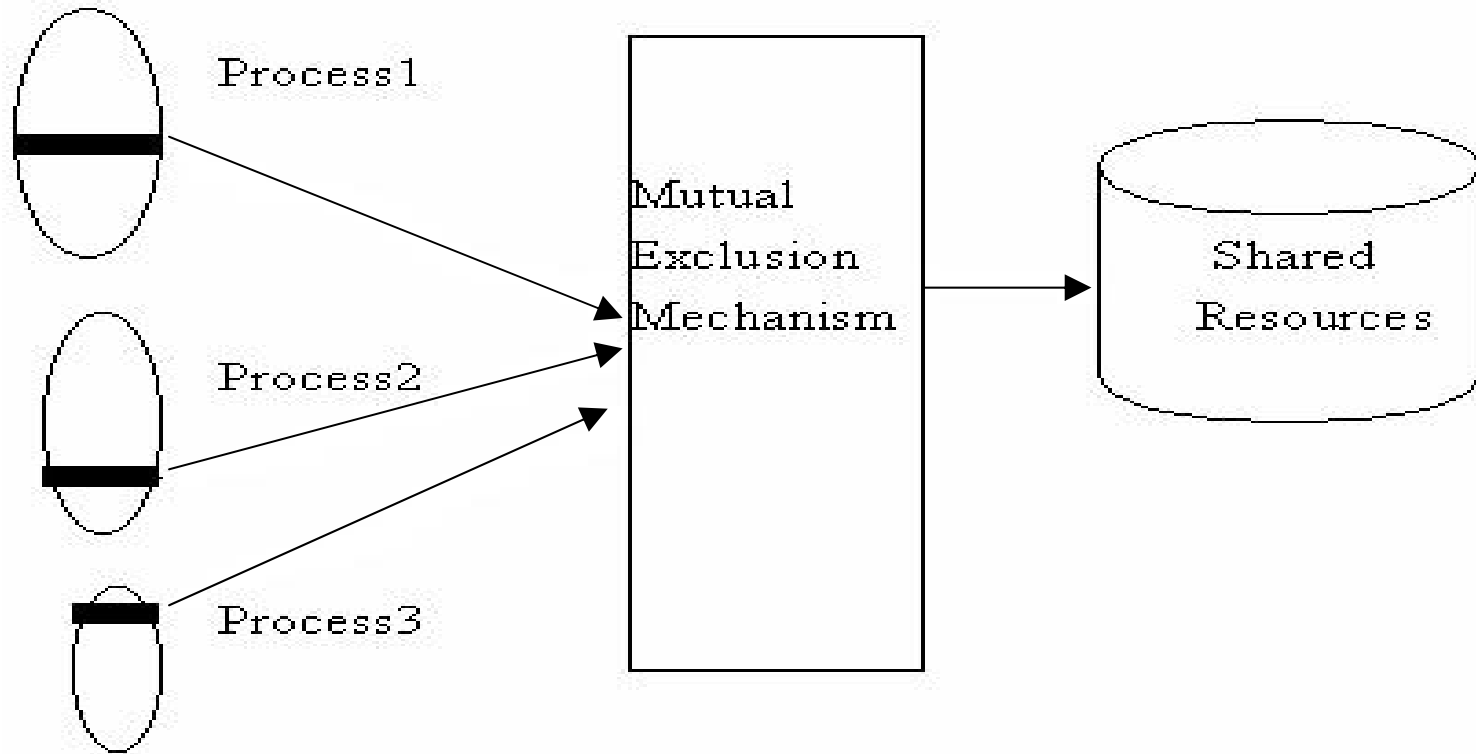 Process1
Mutual
Exclusion
Mechanism
Shared
Resources
Process2
Process3